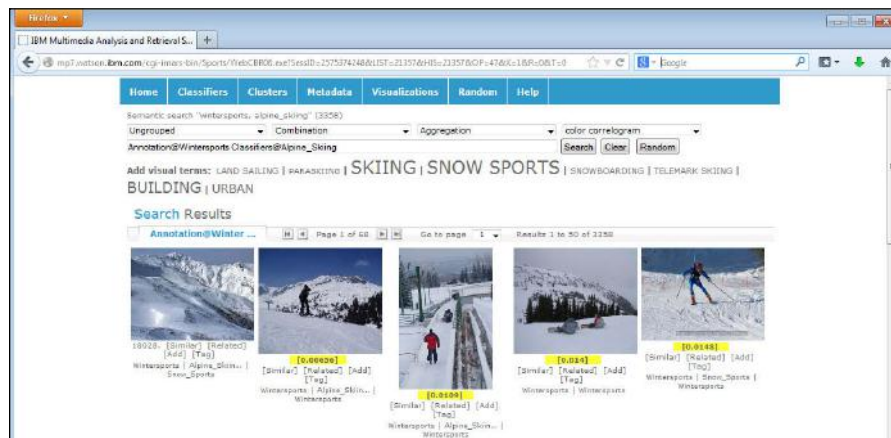 Firefox
IBM Multimedia Analysis and Retrieval S...
Google
Home Classifiers Clusters Metadata Visualizations Random Help
Semantic search "wintersports, alpine_skiing" (3358)
Ungrouped Combination Aggregation color correlogram
Annotation@Wintersports Classifiers@Alpine_Skiing Search Clear Random
Add visual terms: LAND SAILING | PARASKIING | SKIING | SNOW SPORTS | SNOWBOARDING | TELEMARK SKIING |
BUILDING | URBAN
Search Results
Annotation@Winter ... Page 1 of 68 Go to page 1 Results 1 to 50 of 3358
[0.0148]
[0.014]
[Similar] [Related]
[Add] [Tag]
Wintersports | Alpine_Skiin... |
Snow_Sports
[Similar] [Related] [Add]
[Tag]
Wintersports | Alpine_Skiin... |
Wintersports
[Similar] [Related] [Add]
[Tag]
Wintersports | Alpine_Skiin... |
Wintersports
[Similar] [Related] [Add]
[Tag]
Wintersports | Wintersports
[Similar] [Related] [Add]
[Tag]
Wintersports | Snow_Sports |
Wintersports